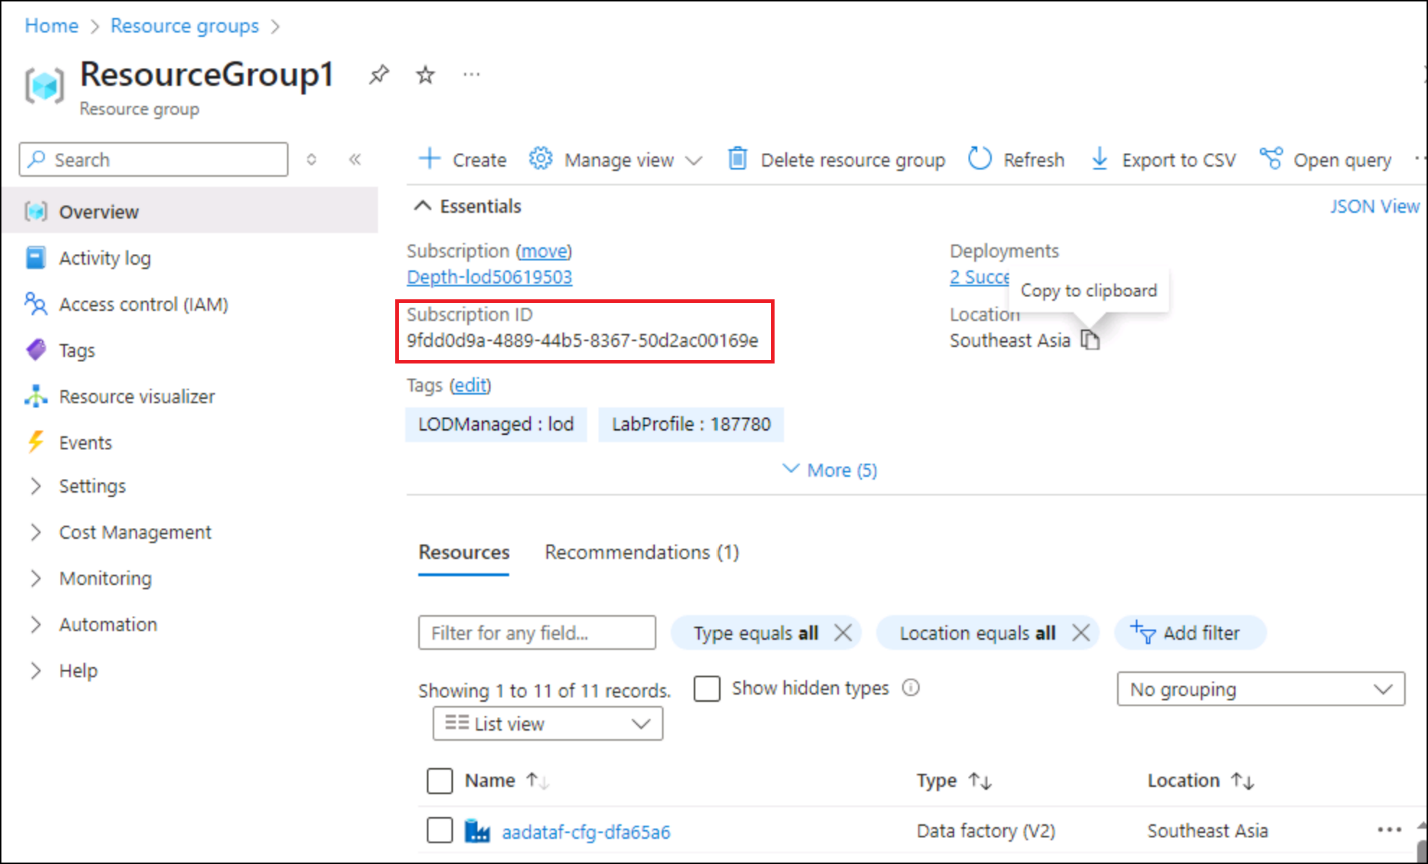 Home > Resource groups >
ResourceGroup1 ...
Resource group
Search
Create Manage view Delete resource group Refresh Export to CSV Open query
Overview
Activity log
Access control (IAM)
Tags
Resource visualizer
Events
Settings
Cost Management
Monitoring
Automation
Help
Essentials
JSON View
Subscription (move)
Depth-lod50619503
Subscription ID
9fdd0d9a-4889-44b5-8367-50d2ac00169e
Deployments
2 Succe
Copy to clipboard
Location
Southeast Asia
Tags (edit)
LODManaged : lod LabProfile : 187780
More (5)
Resources Recommendations (1)
Filter for any field... Type equals all Location equals all Add filter
Showing 1 to 11 of 11 records. Show hidden types No grouping
List view
Name Type Location
aadataf-cfg-dfa65a6 Data factory (V2) Southeast Asia ...